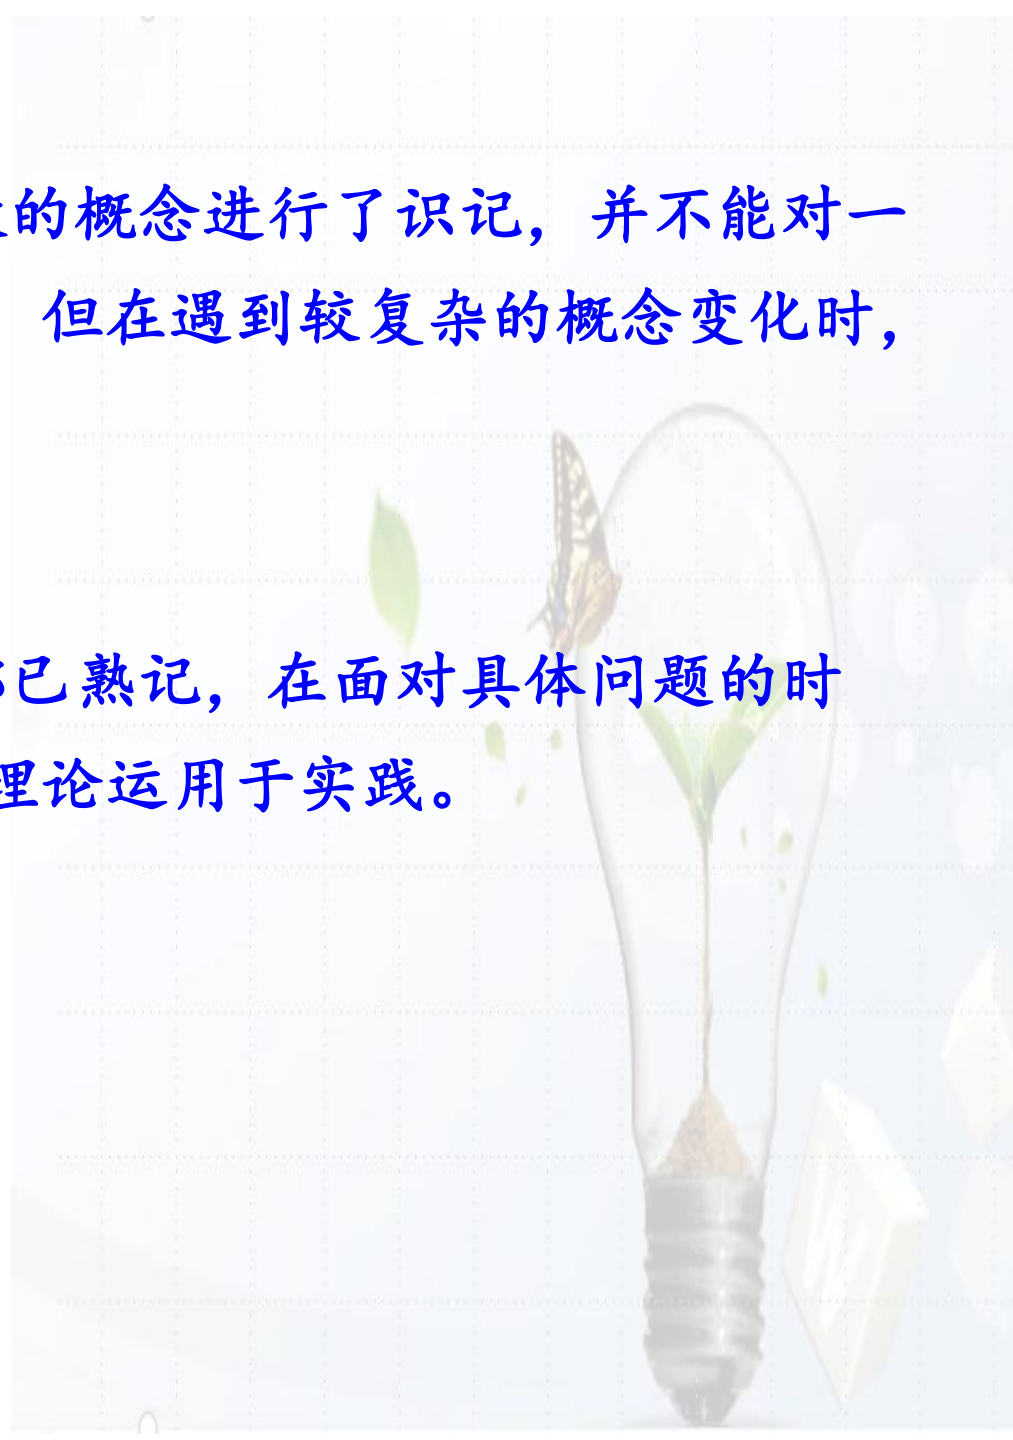 的概念进行了识记，并不能对一
但在遇到较复杂的概念变化时，
已熟记，在面对具体问题的时
理论运用于实践。